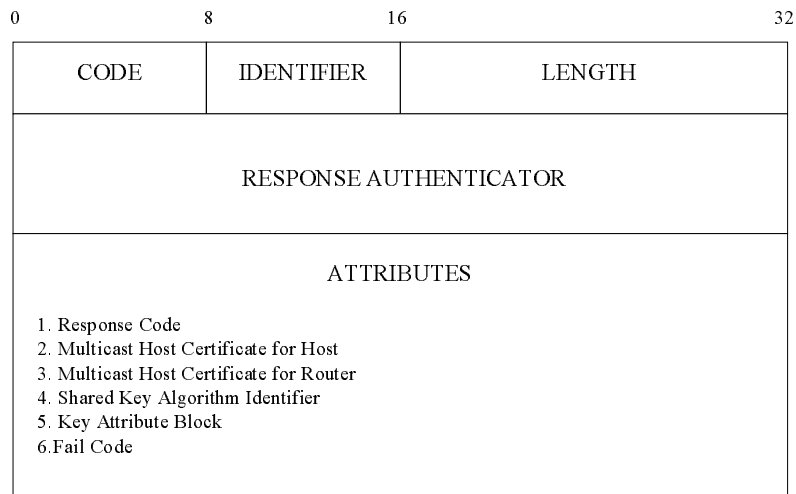 0 8 16 32
CODE IDENTIFIER LENGTH
RESPONSE AUTHENTICATOR
ATTRIBUTES
1. Response Code
2. Multicast Host Certificate for Host
3. Multicast Host Certificate for Router
4. Shared Key Algorithm Identifier
5. Key Attribute Block
6.Fail Code